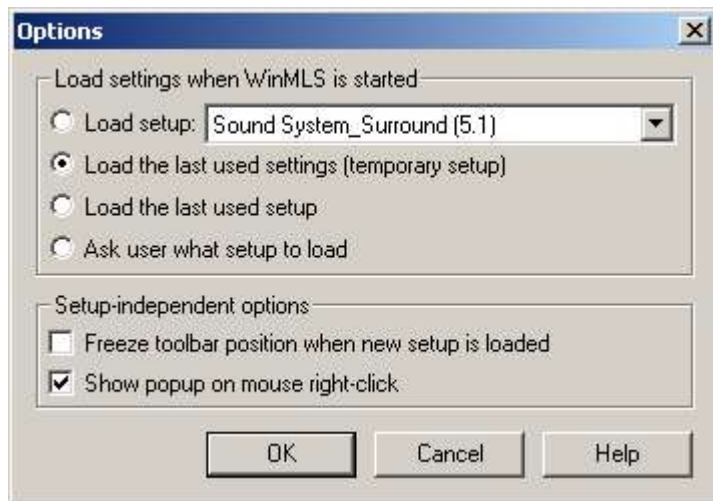 Options
Load settings when WinMLS is started
Load setup: Sound System_Surround (5.1)
Load the last used settings (temporary setup)
Load the last used setup
Ask user what setup to load
Setup-independent options
Freeze toolbar position when new setup is loaded
Show popup on mouse right-click
OK Cancel Help